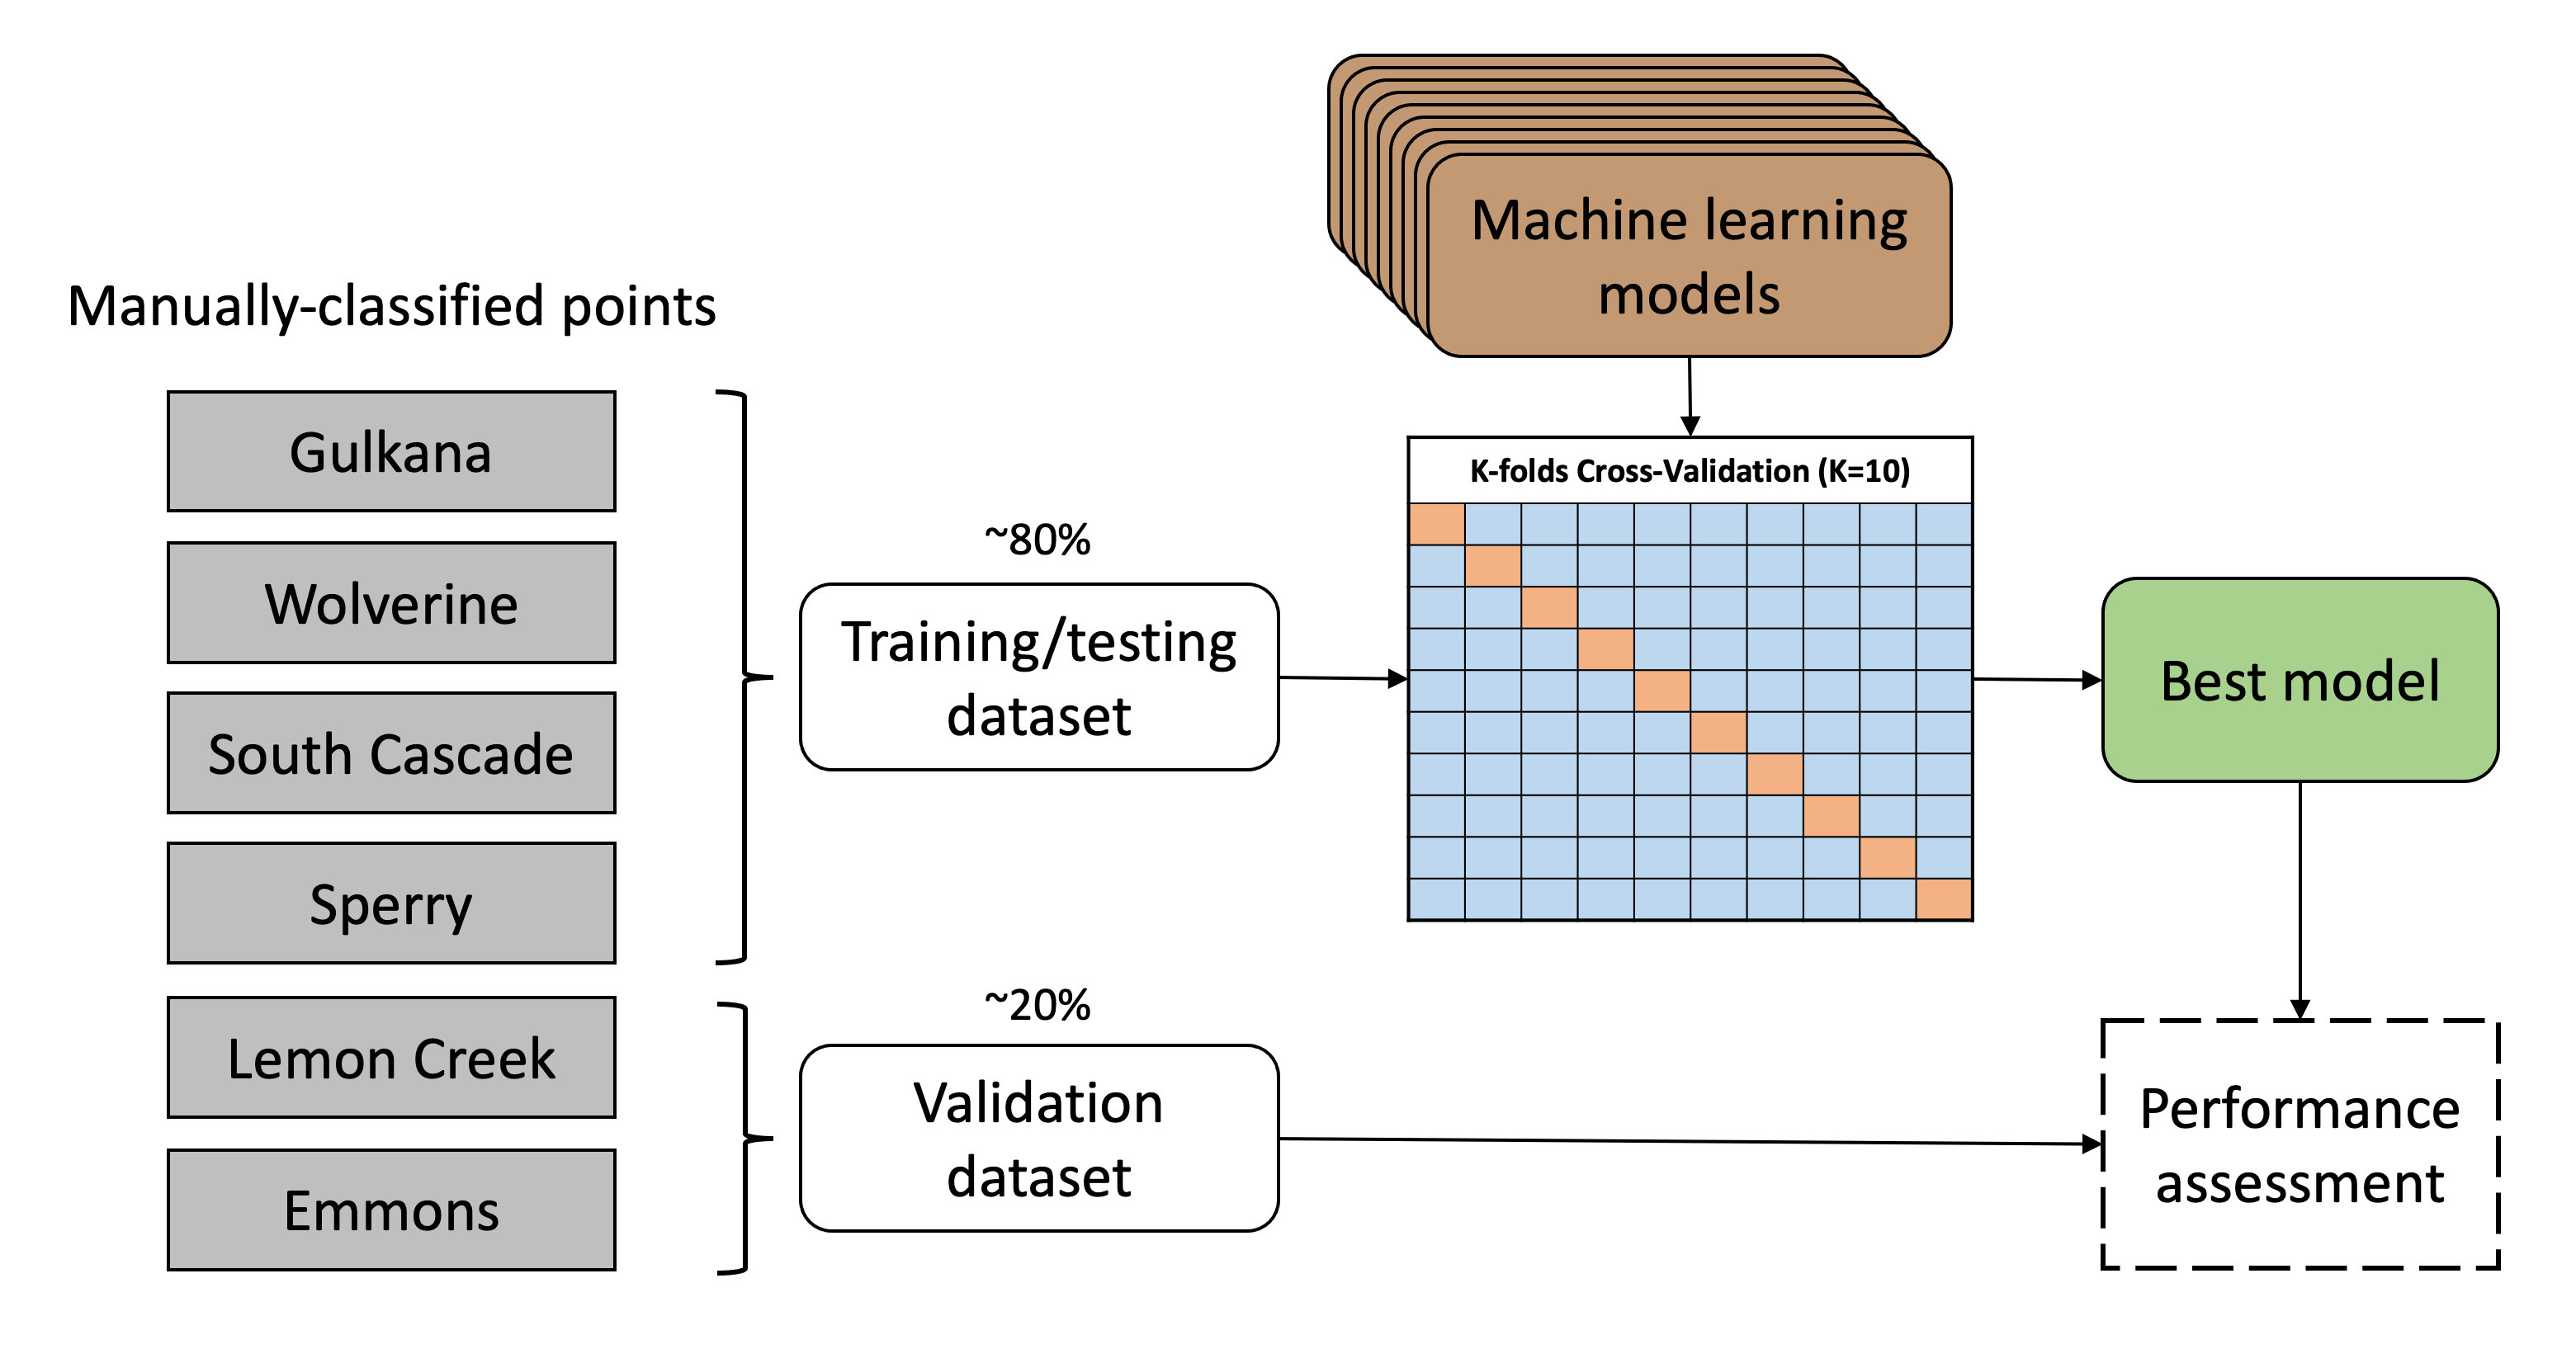 Manually-classified points
Gulkana
Wolverine
South Cascade
Sperry
Lemon Creek
Emmons
~80%
Training/testing
dataset
~20%
Validation
dataset
Machine learning
models
K-folds Cross-Validation (K=10)
Best model
Performance
assessment